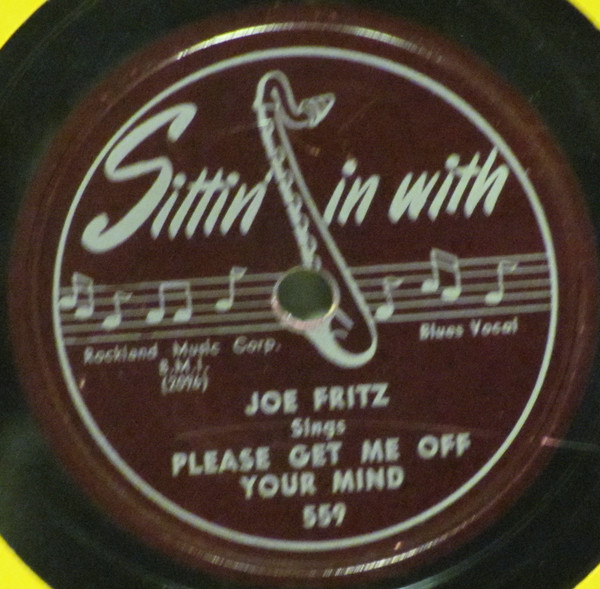 Sittin' in with
Rockland Music Corp.
B.M.I.
(2096)
Blues Vocal
JOE FRITZ
Sings
PLEASE GET ME OFF
YOUR MIND
559